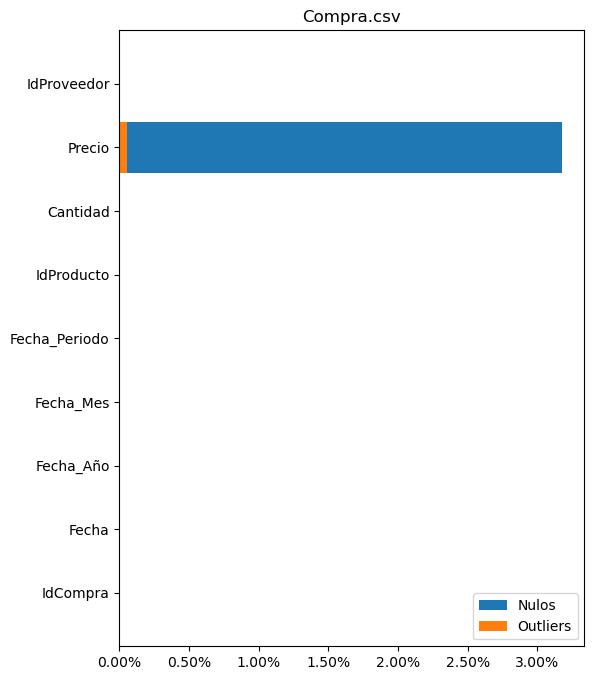 Compra.csv
IdProveedor
Precio
Cantidad
IdProducto
Fecha_Periodo
Fecha_Mes
Fecha_Año
Fecha
IdCompra
Nulos
Outliers
0.00% 0.50% 1.00% 1.50% 2.00% 2.50% 3.00%